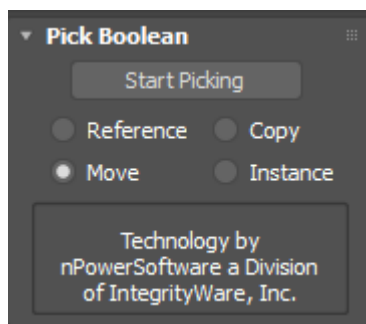 Pick Boolean
Start Picking
Reference Copy
Move Instance
Technology by
nPowerSoftware a Division
of IntegrityWare, Inc.